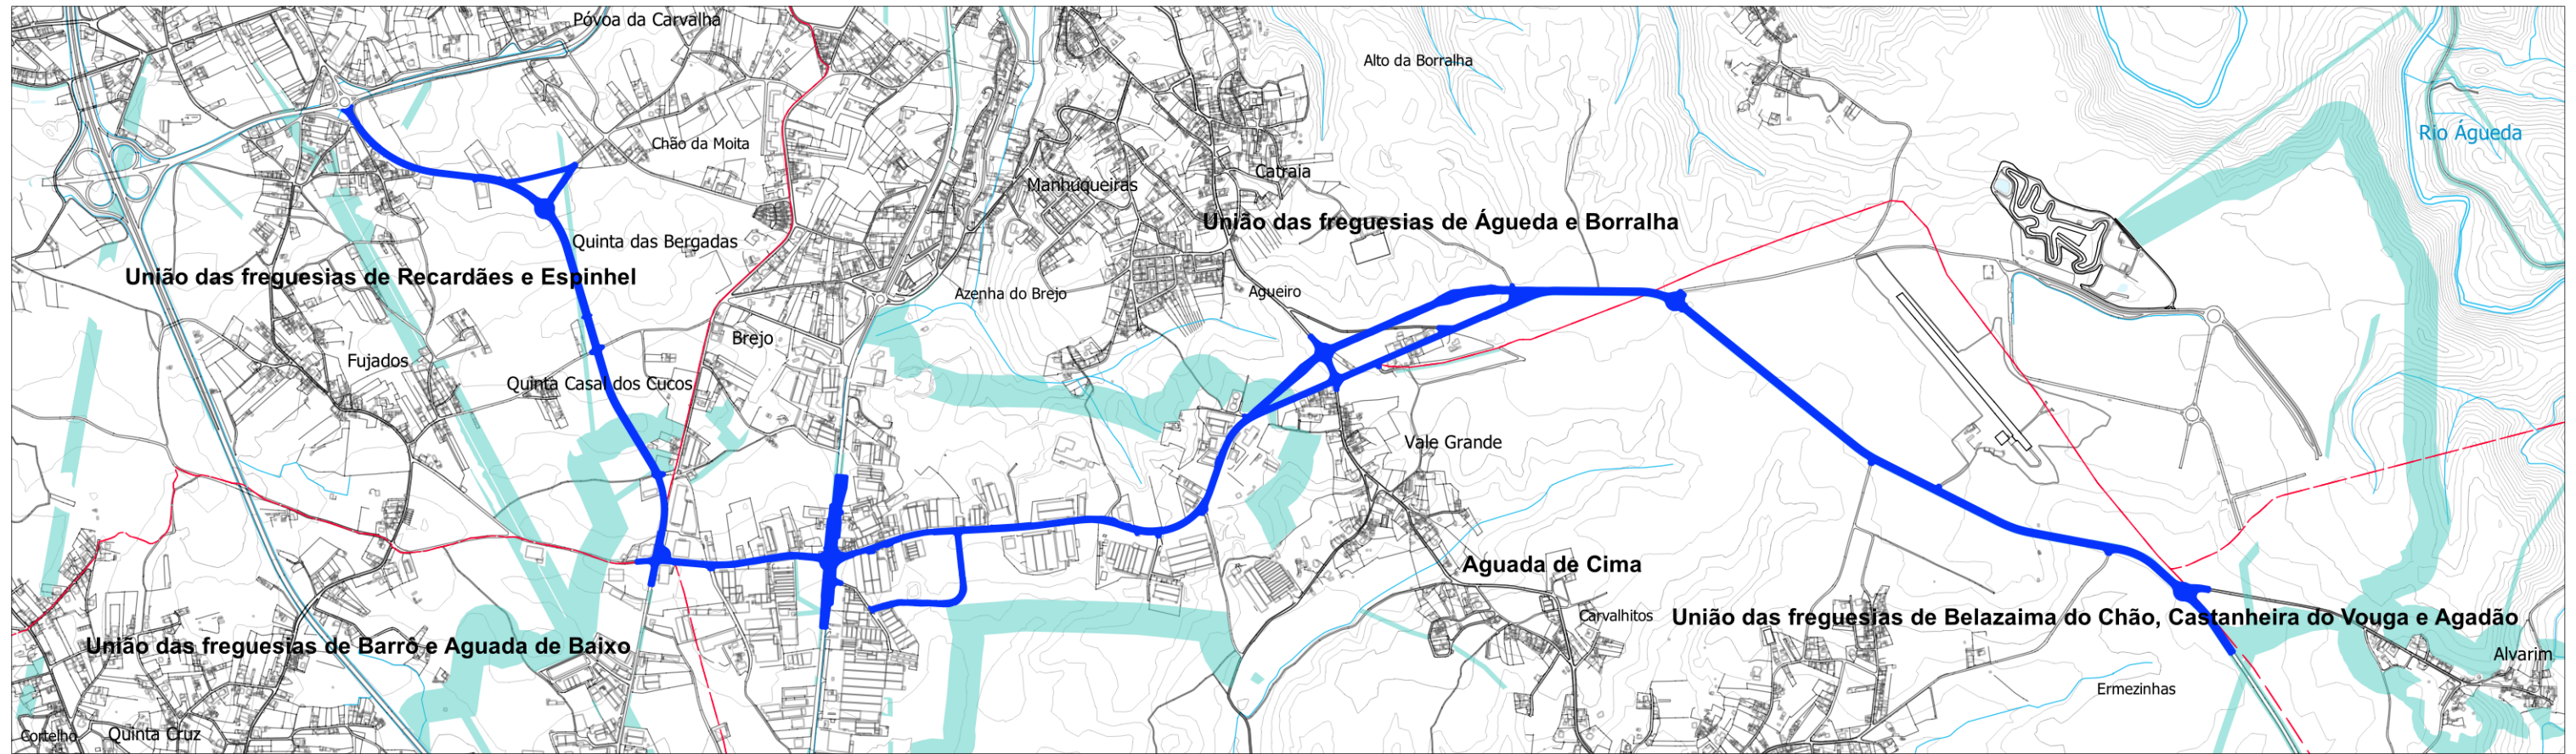 Póvoa da Carvalha
Alto da Borralha
Rio Águeda
Chão da Moita
Catraia
Manhuqueiras
União das freguesias de Águeda e Borralha
Quinta das Bergadas
União das freguesias de Recardães e Espinhel
Azenha do Brejo
Agueiro
Brejo
Fujados
Quinta Casal dos Cucos
Vale Grande
Aguada de Cima
Carvalhitos
União das freguesias de Belazaima do Chão, Castanheira do Vouga e Agadão
União das freguesias de Barrô e Aguada de Baixo
Alvarim
Ermezinhas
Cortelho
Quinta Cruz